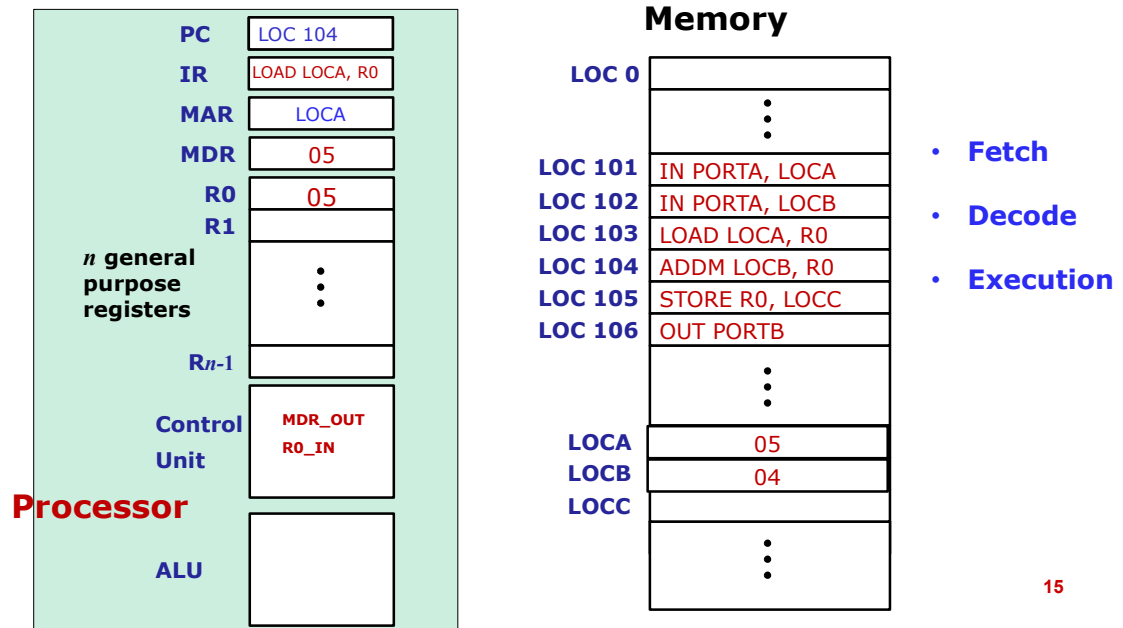 PC LOC 104
IR LOAD LOCA, R0
MAR LOCA
MDR 05
R0 05
R1
n general
purpose
registers
Rn-1
Control
Unit
MDR_OUT
R0_IN
Processor
ALU
Memory
LOC 0
LOC 101 IN PORTA, LOCA
LOC 102 IN PORTA, LOCB
LOC 103 LOAD LOCA, R0
LOC 104 ADDM LOCB, R0
LOC 105 STORE R0, LOCC
LOC 106 OUT PORTB
LOCA 05
LOCB 04
LOCC
• Fetch
• Decode
• Execution
15